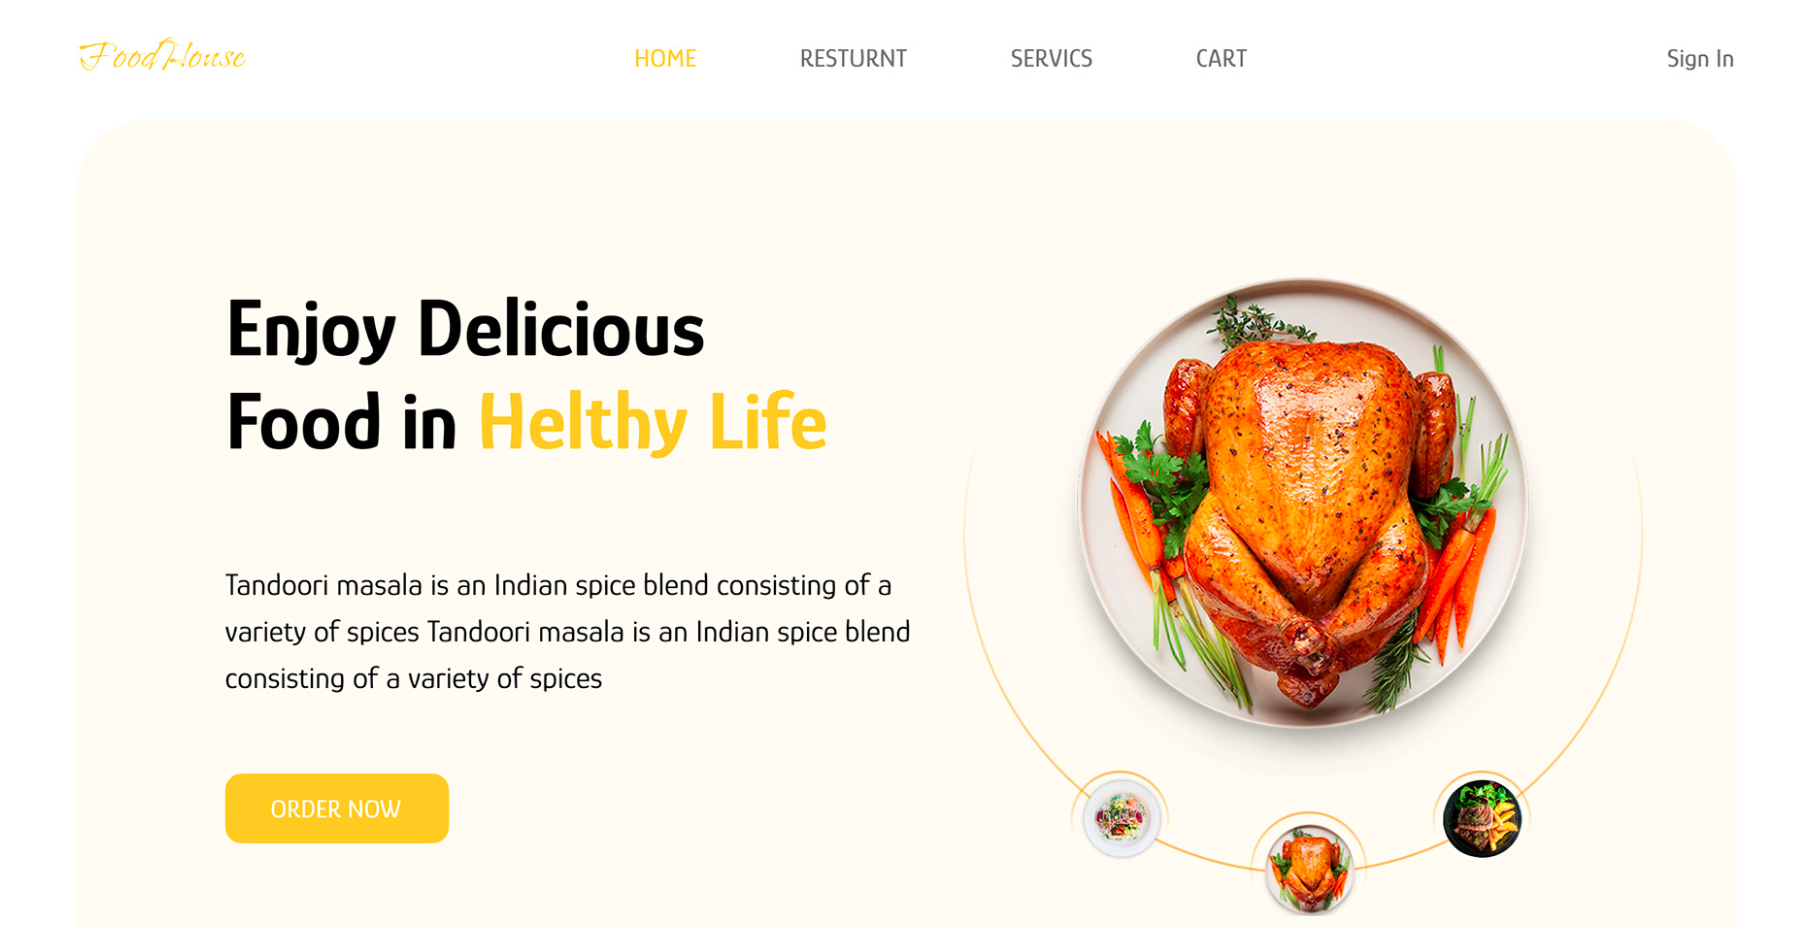 FoodHouse
HOME
RESTURNT
SERVICS
CART
Sign In
Enjoy Delicious
Food in Helthy Life
Tandoori masala is an Indian spice blend consisting of a
variety of spices Tandoori masala is an Indian spice blend
consisting of a variety of spices
ORDER NOW